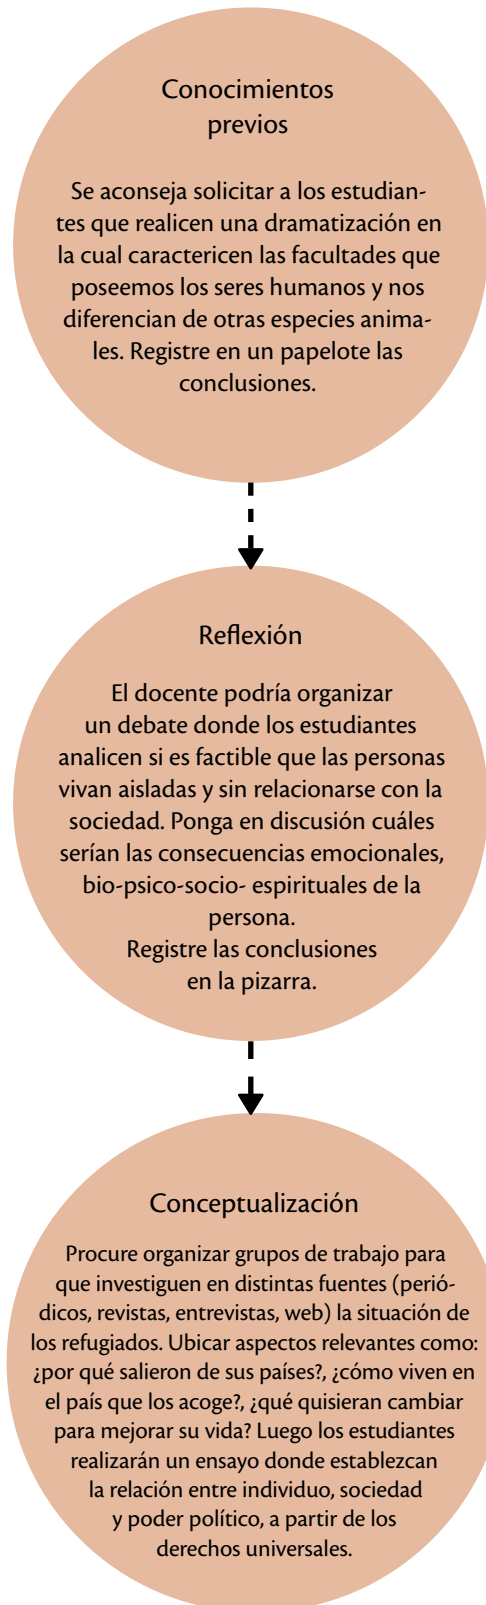 Conocimientos
previos
Se aconseja solicitar a los estudian-
tes que realicen una dramatización en
la cual caractericen las facultades que
poseemos los seres humanos y nos
diferencian de otras especies anima-
les. Registre en un papelote las
conclusiones.
Reflexión
El docente podría organizar
un debate donde los estudiantes
analicen si es factible que las personas
vivan aisladas y sin relacionarse con la
sociedad. Ponga en discusión cuáles
serían las consecuencias emocionales,
bio-psico-socio- espirituales de la
persona.
Registre las conclusiones
en la pizarra.
Conceptualización
Procure organizar grupos de trabajo para
que investiguen en distintas fuentes (perió-
dicos, revistas, entrevistas, web) la situación de
los refugiados. Ubicar aspectos relevantes como:
¿por qué salieron de sus países?, ¿cómo viven en
el país que los acoge?, ¿qué quisieran cambiar
para mejorar su vida? Luego los estudiantes
realizarán un ensayo donde establezcan
la relación entre individuo, sociedad
y poder político, a partir de los
derechos universales.